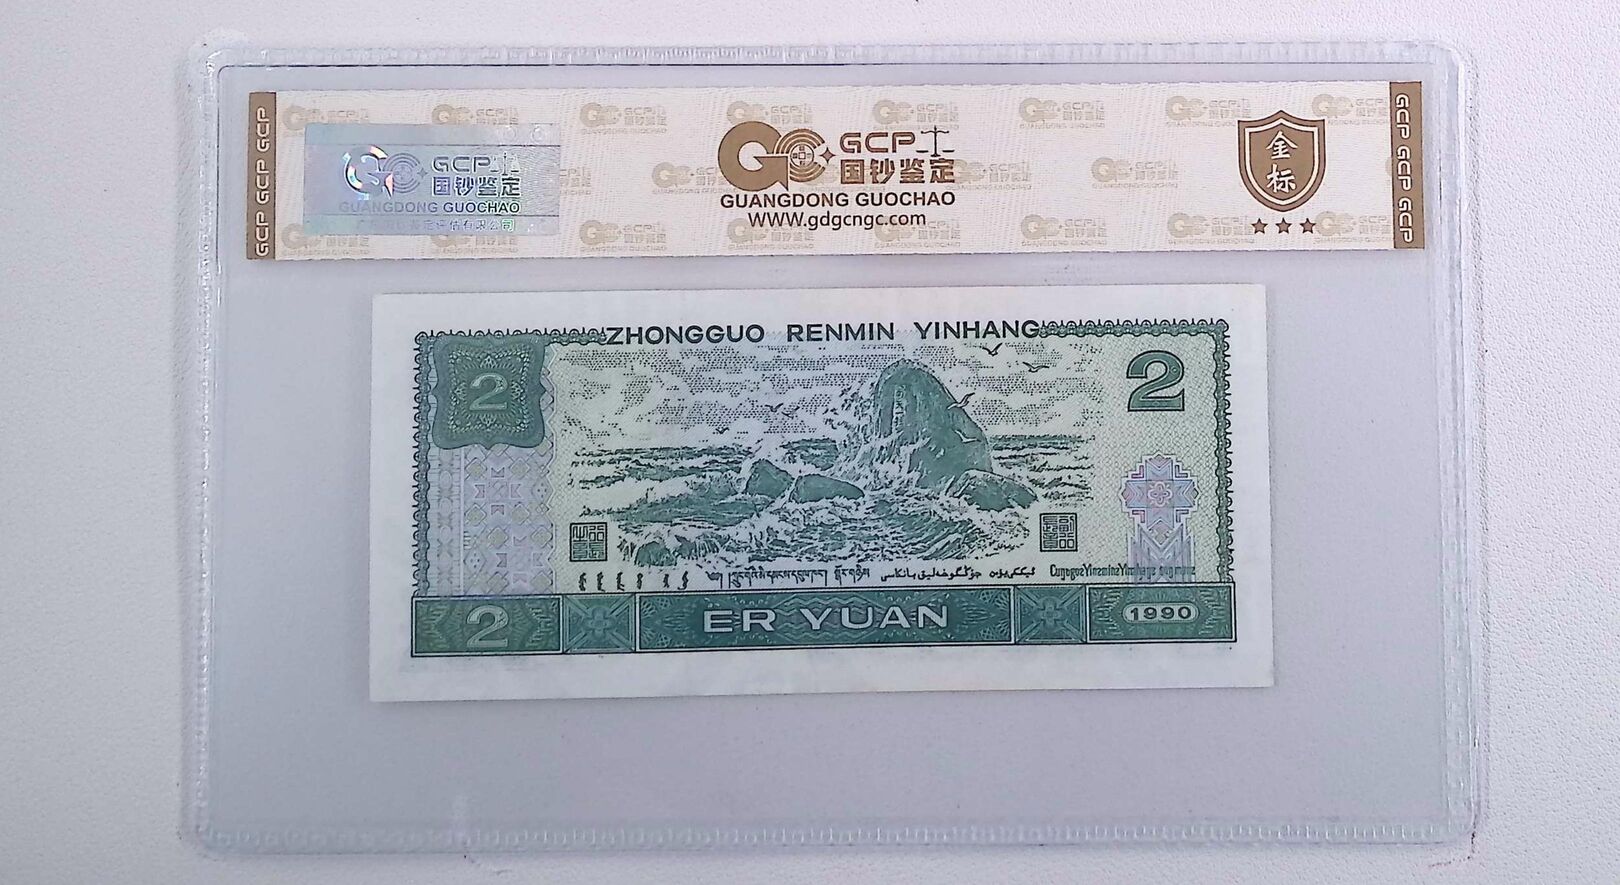 GCP GCP GCP
GCP
国钞鉴定
GUANGDONG GUOCHAO
GCP
国钞鉴定
GUANGDONG GUOCHAO
www.gdgcngc.com
金标
GCP GCP GCP
ZHONGGUO RENMIN YINHANG
2
2
2
ER YUAN
1990